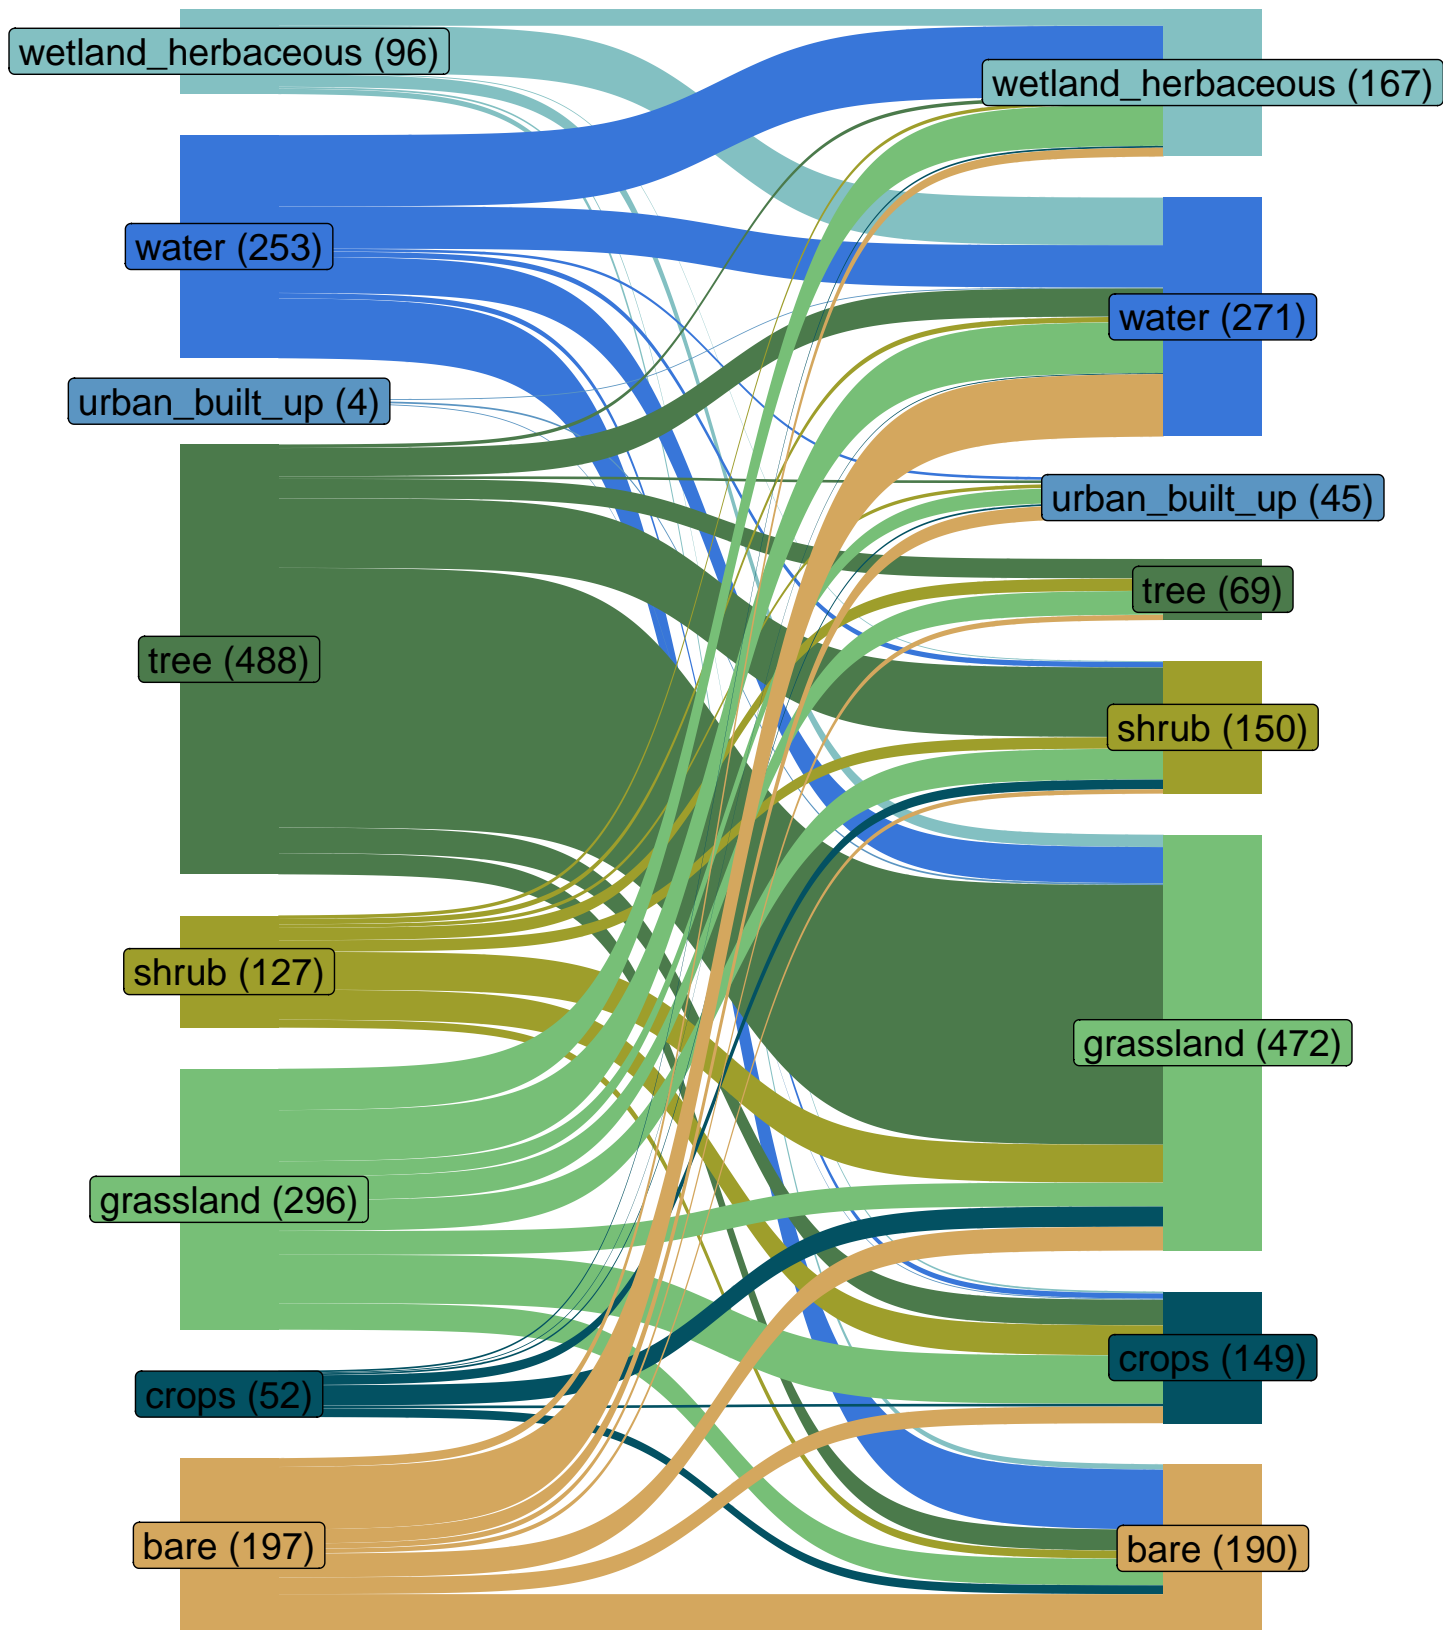 wetland_herbaceous (96)
water (253)
urban_built_up (4)
tree (488)
shrub (127)
grassland (296)
crops (52)
bare (197)
wetland_herbaceous (167)
water (271)
urban_built_up (45)
tree (69)
shrub (150)
grassland (472)
crops (149)
bare (190)